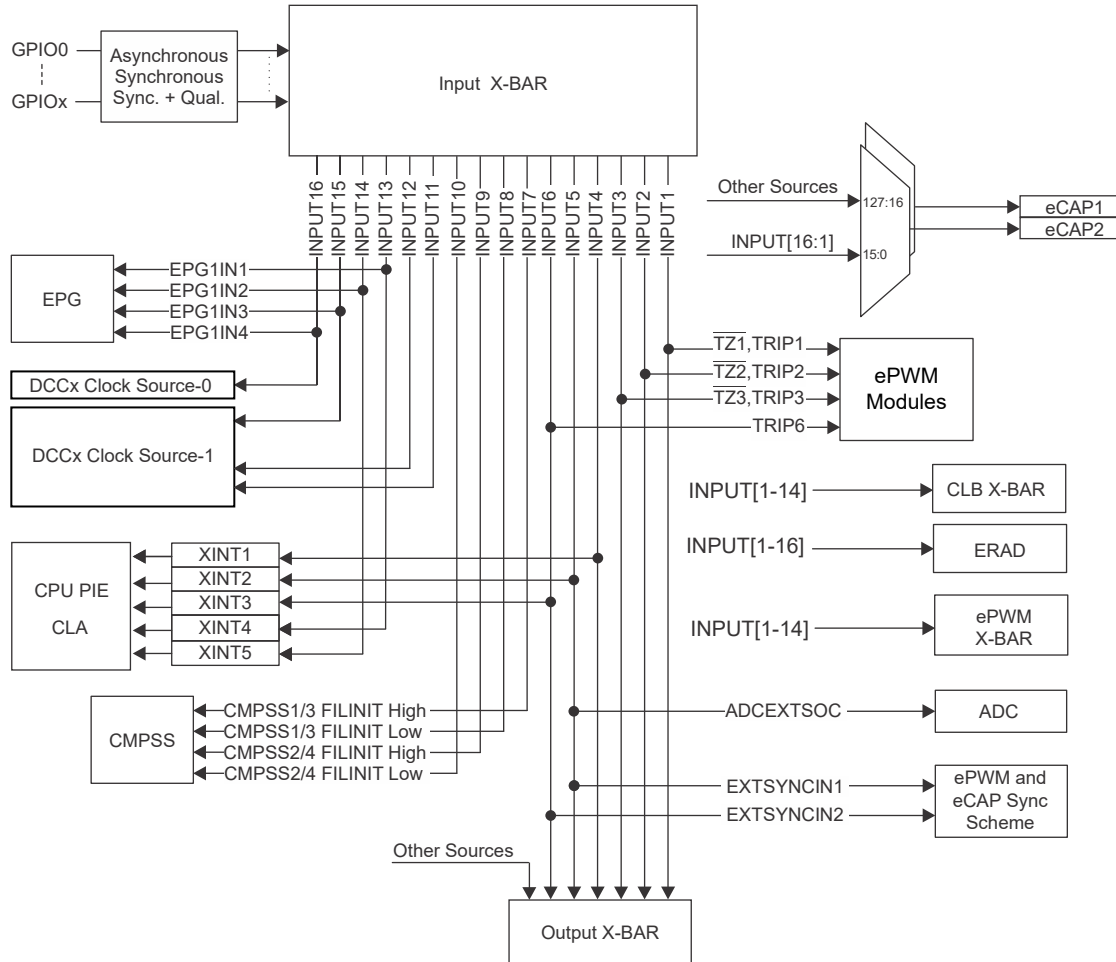 GPIO0
GPIOx
Asynchronous
Synchronous
Sync. + Qual.
Input X-BAR
INPUT16
INPUT15
INPUT14
INPUT13
INPUT12
INPUT11
INPUT10
INPUT9
INPUT8
INPUT7
INPUT6
INPUT5
INPUT4
INPUT3
INPUT2
INPUT1
Other Sources
127:16
INPUT[16:1]
15:0
eCAP1
eCAP2
EPG
EPG1IN1
EPG1IN2
EPG1IN3
EPG1IN4
DCCx Clock Source-0
DCCx Clock Source-1
TZ1,TRIP1
TZ2,TRIP2
TZ3,TRIP3
TRIP6
ePWM
Modules
INPUT[1-14]
CLB X-BAR
INPUT[1-16]
ERAD
INPUT[1-14]
ePWM
X-BAR
CPU PIE
CLA
XINT1
XINT2
XINT3
XINT4
XINT5
CMPSS
CMPSS1/3 FILINIT High
CMPSS1/3 FILINIT Low
CMPSS2/4 FILINIT High
CMPSS2/4 FILINIT Low
ADCEXTSOC
ADC
EXTSYNCIN1
EXTSYNCIN2
ePWM and
eCAP Sync
Scheme
Other Sources
Output X-BAR